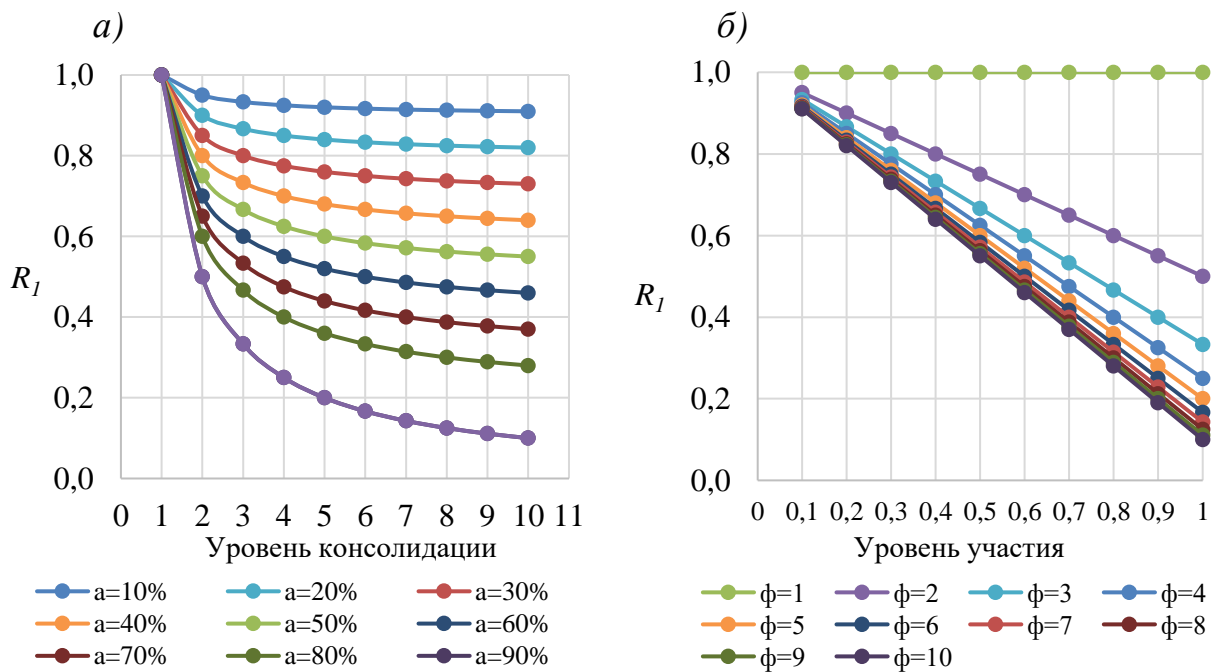 а)
1,0
0,8
0,6
R1
0,4
0,2
0,0
0 1 2 3 4 5 6 7 8 9 10 11
Уровень консолидации
а=10% а=20% а=30%
а=40% а=50% а=60%
а=70% а=80% а=90%
б)
1,0
0,8
0,6
R1
0,4
0,2
0,0
0 0,1 0,2 0,3 0,4 0,5 0,6 0,7 0,8 0,9 1
Уровень участия
ф=1 ф=2 ф=3 ф=4
ф=5 ф=6 ф=7 ф=8
ф=9 ф=10